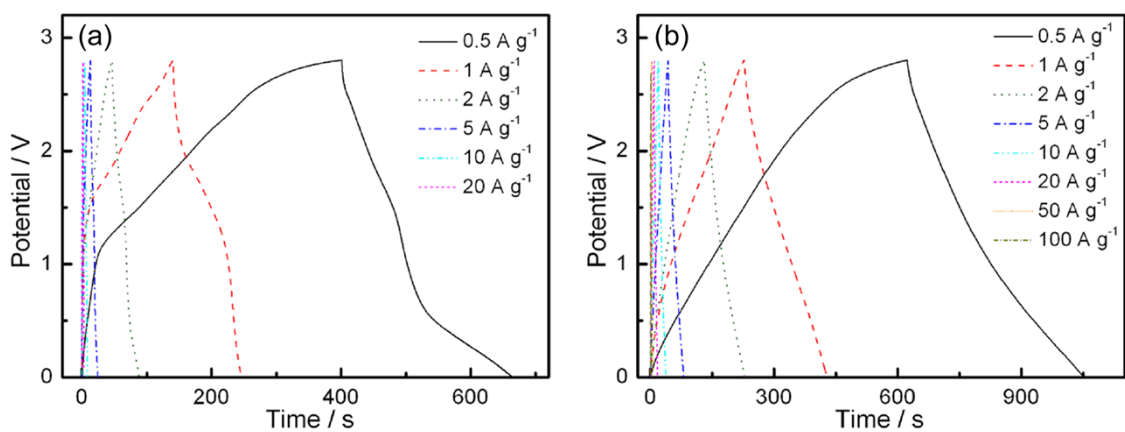 (a)
3
2
1
0
Potential / V
0
200
400
600
Time / s
0.5 A g⁻¹
1 A g⁻¹
2 A g⁻¹
5 A g⁻¹
10 A g⁻¹
20 A g⁻¹
(b)
3
2
1
0
Potential / V
0
300
600
900
Time / s
0.5 A g⁻¹
1 A g⁻¹
2 A g⁻¹
5 A g⁻¹
10 A g⁻¹
20 A g⁻¹
50 A g⁻¹
100 A g⁻¹